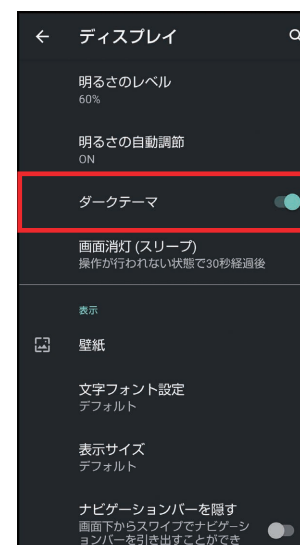 ディスプレイ
明るさのレベル
60%
明るさの自動調節
ON
ダークテーマ
画面消灯 (スリープ)
操作が行われない状態で30秒経過後
表示
壁紙
文字フォント設定
デフォルト
表示サイズ
デフォルト
ナビゲーションバーを隠す
画面下からスワイプでナビゲーシ
ョンバーを引き出すことができ